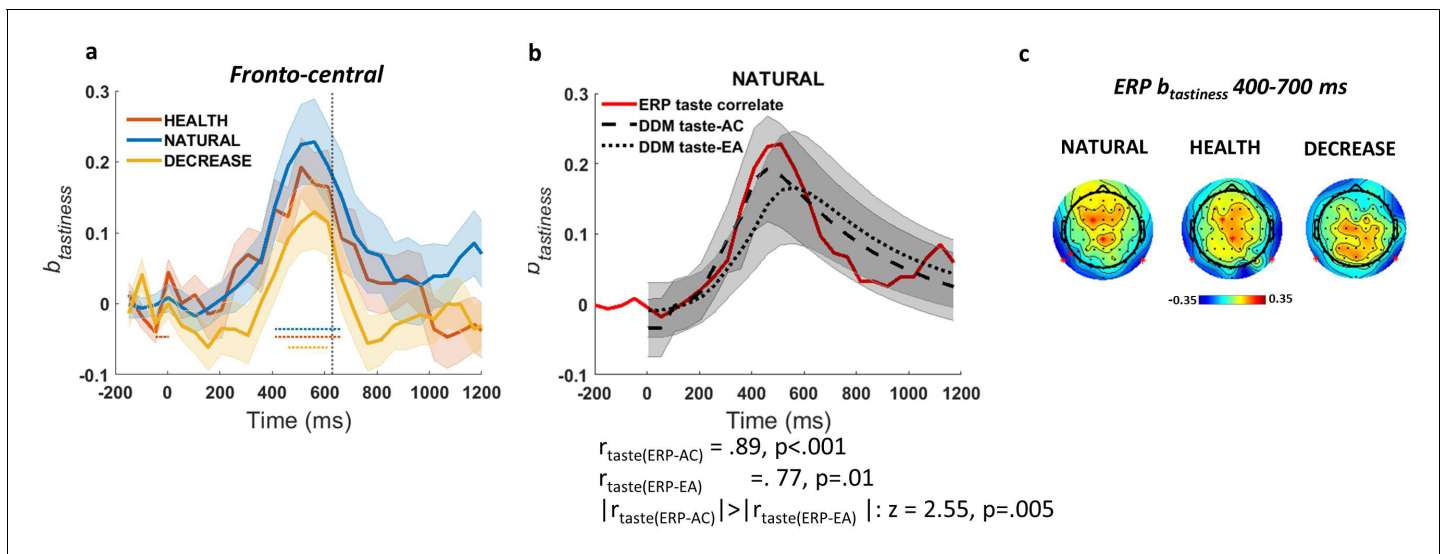 a
Fronto-central
0.3
0.2
0.1
0
-0.1
b_tastiness
HEALTH
NATURAL
DECREASE
-200 0 200 400 600 800 1000 1200
Time (ms)
b
NATURAL
0.3
0.2
0.1
0
-0.1
b_tastiness
ERP taste correlate
DDM taste-AC
DDM taste-EA
-200 0 200 400 600 800 1000 1200
Time (ms)
r_taste(ERP-AC) = .89, p<.001
r_taste(ERP-EA) =. 77, p=.01
|r_taste(ERP-AC)|>|r_taste(ERP-EA) |: z = 2.55, p=.005
c
ERP b_tastiness 400-700 ms
NATURAL HEALTH DECREASE
-0.35 0.35